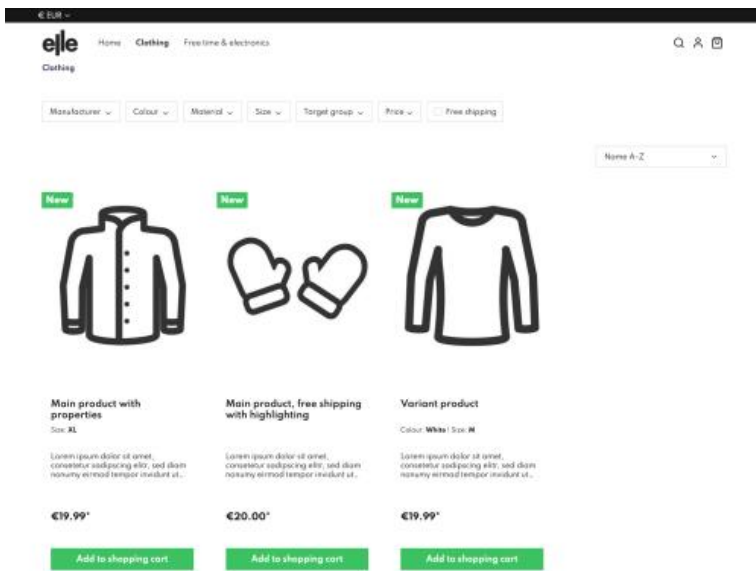 € EUR
elle
Home Clothing Free time & electronics
Clothing
Manufacturer Colour Material Size Target group Price Free shipping
Name A-Z
New New New
Main product with
properties
Size: XL
Lorem ipsum dolor sit amet,
consetetur sadipscing elitr, sed diam
nonumy eirmod tempor invidunt ut...
€19.99*
Add to shopping cart
Main product, free shipping
with highlighting
Lorem ipsum dolor sit amet,
consetetur sadipscing elitr, sed diam
nonumy eirmod tempor invidunt ut...
€20.00*
Add to shopping cart
Variant product
Colour: White | Size: M
Lorem ipsum dolor sit amet,
consetetur sadipscing elitr, sed diam
nonumy eirmod tempor invidunt ut...
€19.99*
Add to shopping cart